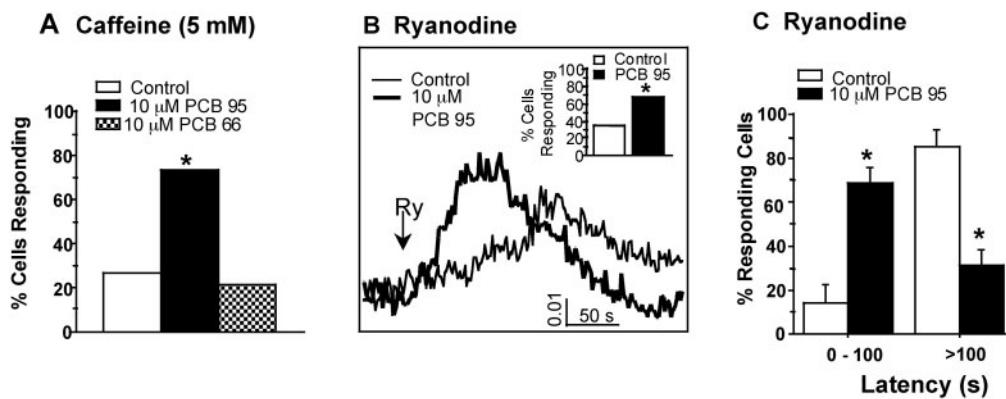 A Caffeine (5 mM)
Control
10 μM PCB 95
10 μM PCB 66
% Cells Responding
100
80
60
40
20
0
*
B Ryanodine
Control
10 μM
PCB 95
Control
PCB 95
% Cells
Responding
100
80
60
40
20
0
*
Ry
0.01
50 s
C Ryanodine
Control
10 μM PCB 95
% Responding Cells
100
80
60
40
20
0
*
*
0 - 100
>100
Latency (s)